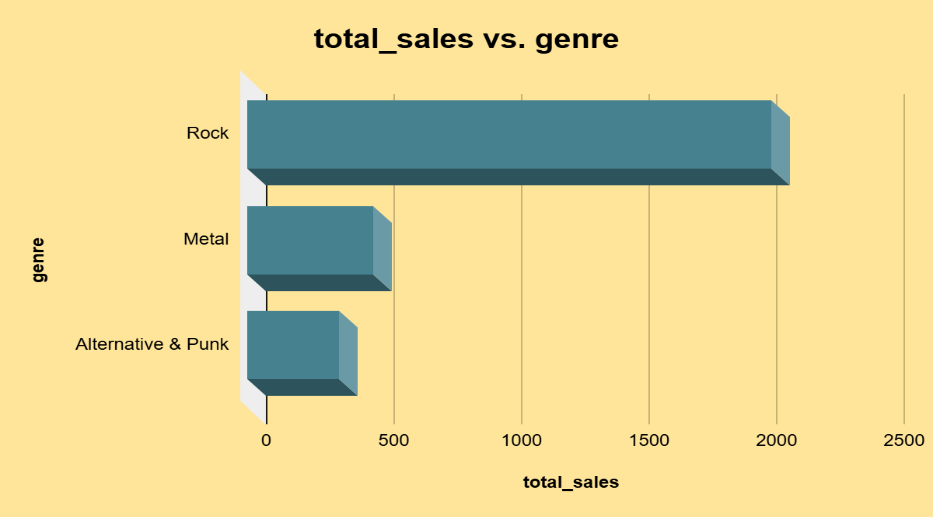 total_sales vs. genre
genre
Rock
Metal
Alternative & Punk
0 500 1000 1500 2000 2500
total_sales